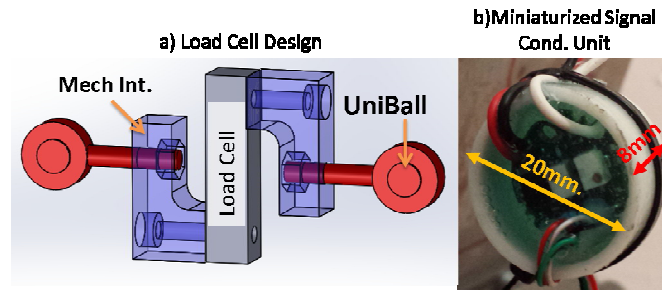 a) Load Cell Design
Mech Int.
UniBall
Load Cell
b)Miniaturized Signal
Cond. Unit
20mm.
8mm